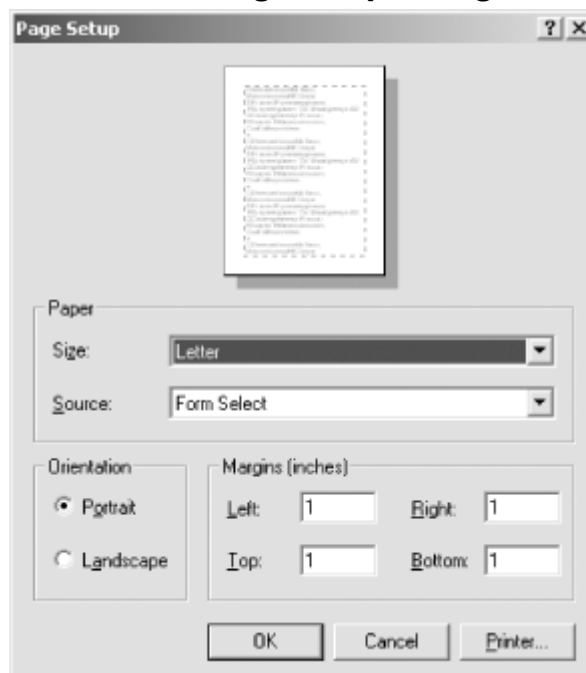 Page Setup
Paper
Size: Letter
Source: Form Select
Orientation
Portrait
Landscape
Margins (inches)
Left: 1 Right: 1
Top: 1 Bottom: 1
OK Cancel Printer...